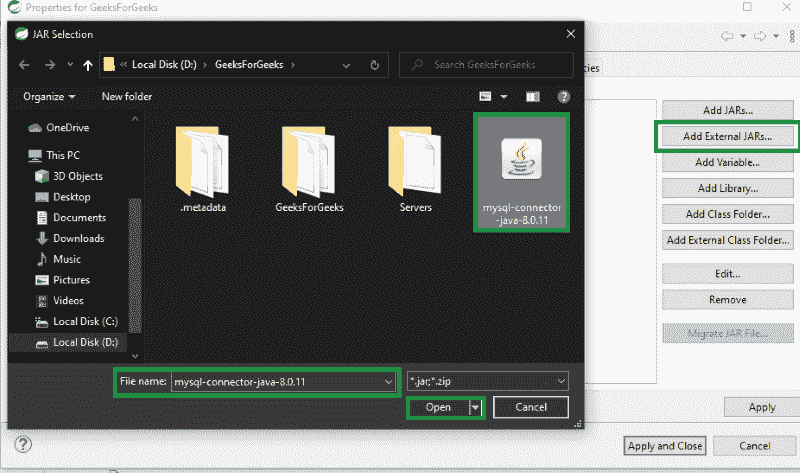 Properties for GeeksForGeeks
JAR Selection
« Local Disk (D:) › GeeksForGeeks ›
Search GeeksForGeeks
Organize
New folder
OneDrive
This PC
3D Objects
Desktop
Documents
Downloads
Music
Pictures
Videos
Local Disk (C:)
Local Disk (D:)
.metadata
GeeksForGeeks
Servers
mysql-connector
-java-8.0.11
File name:
mysql-connector-java-8.0.11
*.jar;*.zip
Open
Cancel
Add JARs...
Add External JARs...
Add Variable...
Add Library...
Add Class Folder...
Add External Class Folder...
Edit...
Remove
Migrate JAR File...
Apply
?
Apply and Close
Cancel